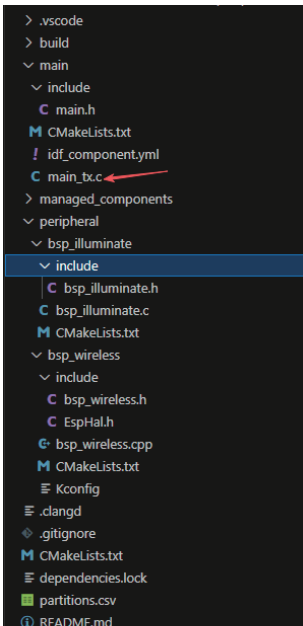 .vscode
build
main
include
C main.h
M CMakeLists.txt
! idf_component.yml
C main_tx.c
managed_components
peripheral
bsp_illuminate
include
C bsp_illuminate.h
C bsp_illuminate.c
M CMakeLists.txt
bsp_wireless
include
C bsp_wireless.h
C EspHal.h
C+ bsp_wireless.cpp
M CMakeLists.txt
Kconfig
.clangd
.gitignore
M CMakeLists.txt
dependencies.lock
partitions.csv
README.md